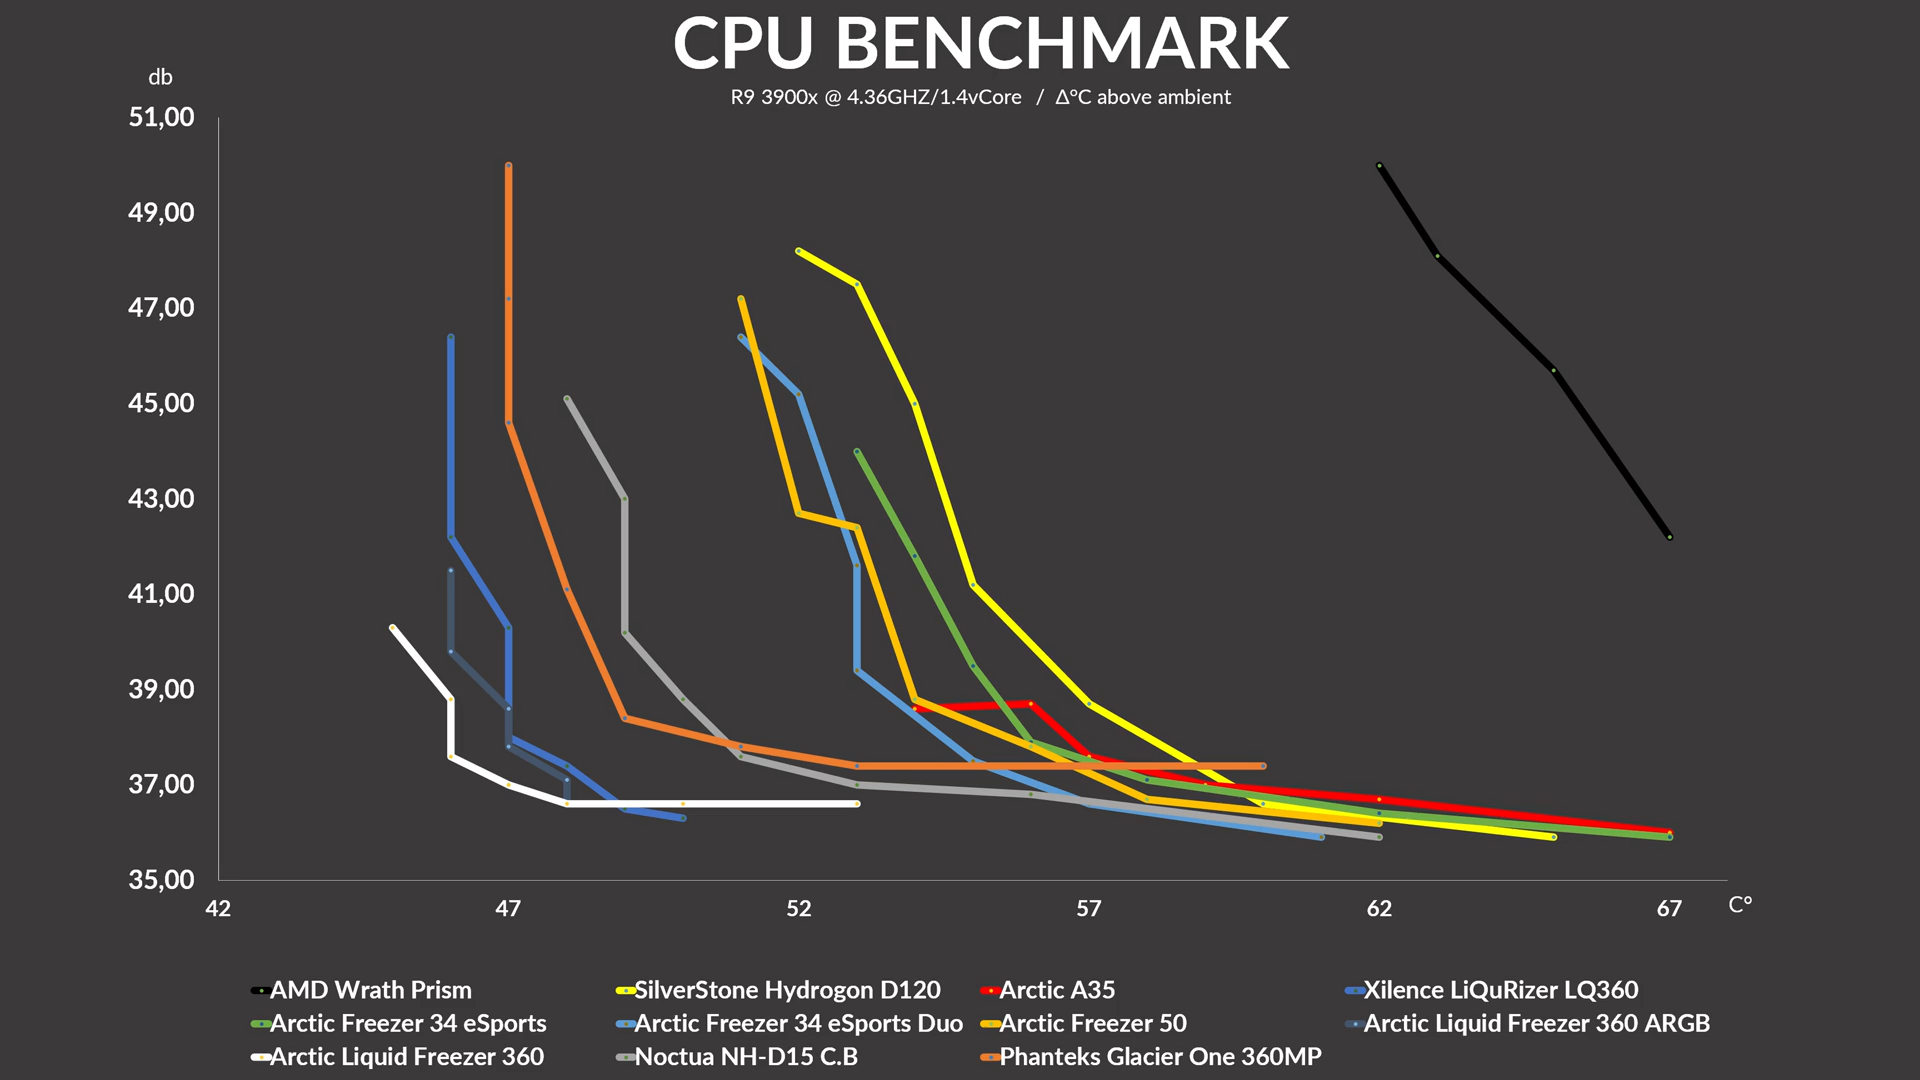 CPU BENCHMARK
R9 3900x @ 4.36GHZ/1.4vCore / Δ°C above ambient
db
51,00
49,00
47,00
45,00
43,00
41,00
39,00
37,00
35,00
42 47 52 57 62 67 C°
AMD Wrath Prism SilverStone Hydrogon D120 Arctic A35 Xilence LiQuRizer LQ360
Arctic Freezer 34 eSports Arctic Freezer 34 eSports Duo Arctic Freezer 50 Arctic Liquid Freezer 360 ARGB
Arctic Liquid Freezer 360 Noctua NH-D15 C.B Phanteks Glacier One 360MP